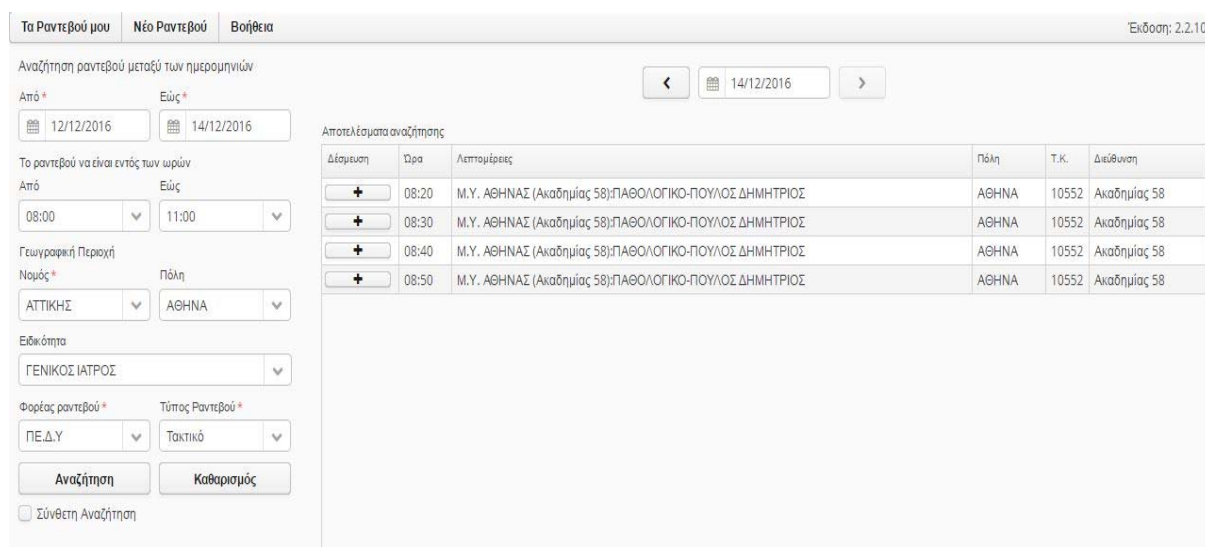 Τα Ραντεβού μου Νέο Ραντεβού Βοήθεια Έκδοση: 2.2.10
Αναζήτηση ραντεβού μεταξύ των ημερομηνιών
Από * Εώς *
12/12/2016 14/12/2016
Το ραντεβού να είναι εντός των ωρών
Από Εώς
08:00 11:00
Γεωγραφική Περιοχή
Νομός * Πόλη
ΑΤΤΙΚΗΣ ΑΘΗΝΑ
Ειδικότητα
ΓΕΝΙΚΟΣ ΙΑΤΡΟΣ
Φορέας ραντεβού * Τύπος Ραντεβού *
ΠΕ.Δ.Υ Τακτικό
Αναζήτηση Καθαρισμός
Σύνθετη Αναζήτηση
14/12/2016
Αποτελέσματα αναζήτησης
Δέσμευση Ώρα Λεπτομέρειες Πόλη Τ.Κ. Διεύθυνση
08:20 Μ.Υ. ΑΘΗΝΑΣ (Ακαδημίας 58):ΠΑΘΟΛΟΓΙΚΟ-ΠΟΥΛΟΣ ΔΗΜΗΤΡΙΟΣ ΑΘΗΝΑ 10552 Ακαδημίας 58
08:30 Μ.Υ. ΑΘΗΝΑΣ (Ακαδημίας 58):ΠΑΘΟΛΟΓΙΚΟ-ΠΟΥΛΟΣ ΔΗΜΗΤΡΙΟΣ ΑΘΗΝΑ 10552 Ακαδημίας 58
08:40 Μ.Υ. ΑΘΗΝΑΣ (Ακαδημίας 58):ΠΑΘΟΛΟΓΙΚΟ-ΠΟΥΛΟΣ ΔΗΜΗΤΡΙΟΣ ΑΘΗΝΑ 10552 Ακαδημίας 58
08:50 Μ.Υ. ΑΘΗΝΑΣ (Ακαδημίας 58):ΠΑΘΟΛΟΓΙΚΟ-ΠΟΥΛΟΣ ΔΗΜΗΤΡΙΟΣ ΑΘΗΝΑ 10552 Ακαδημίας 58